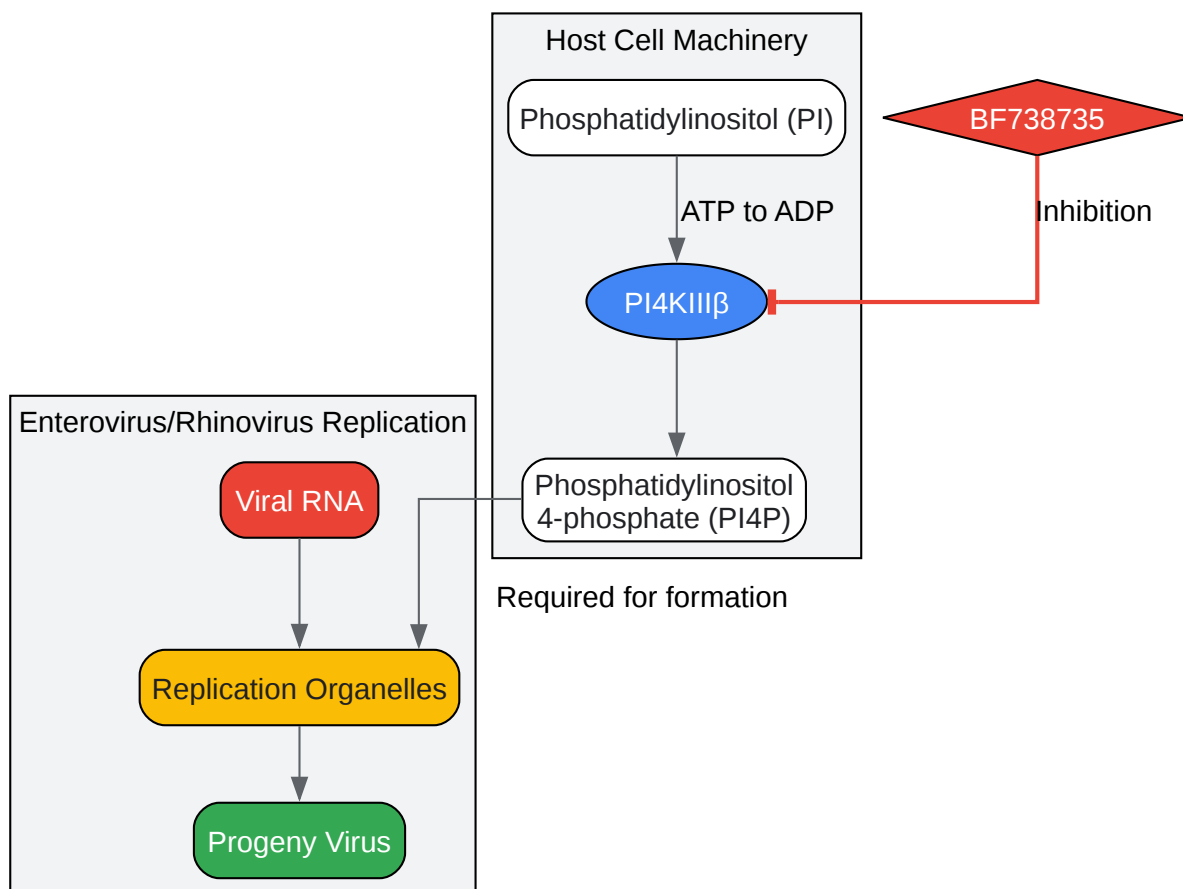 Host Cell Machinery
Phosphatidylinositol (PI)
BF738735
ATP to ADP
Inhibition
PI4KIIIβ
Enterovirus/Rhinovirus Replication
Viral RNA
Phosphatidylinositol
4-phosphate (PI4P)
Required for formation
Replication Organelles
Progeny Virus